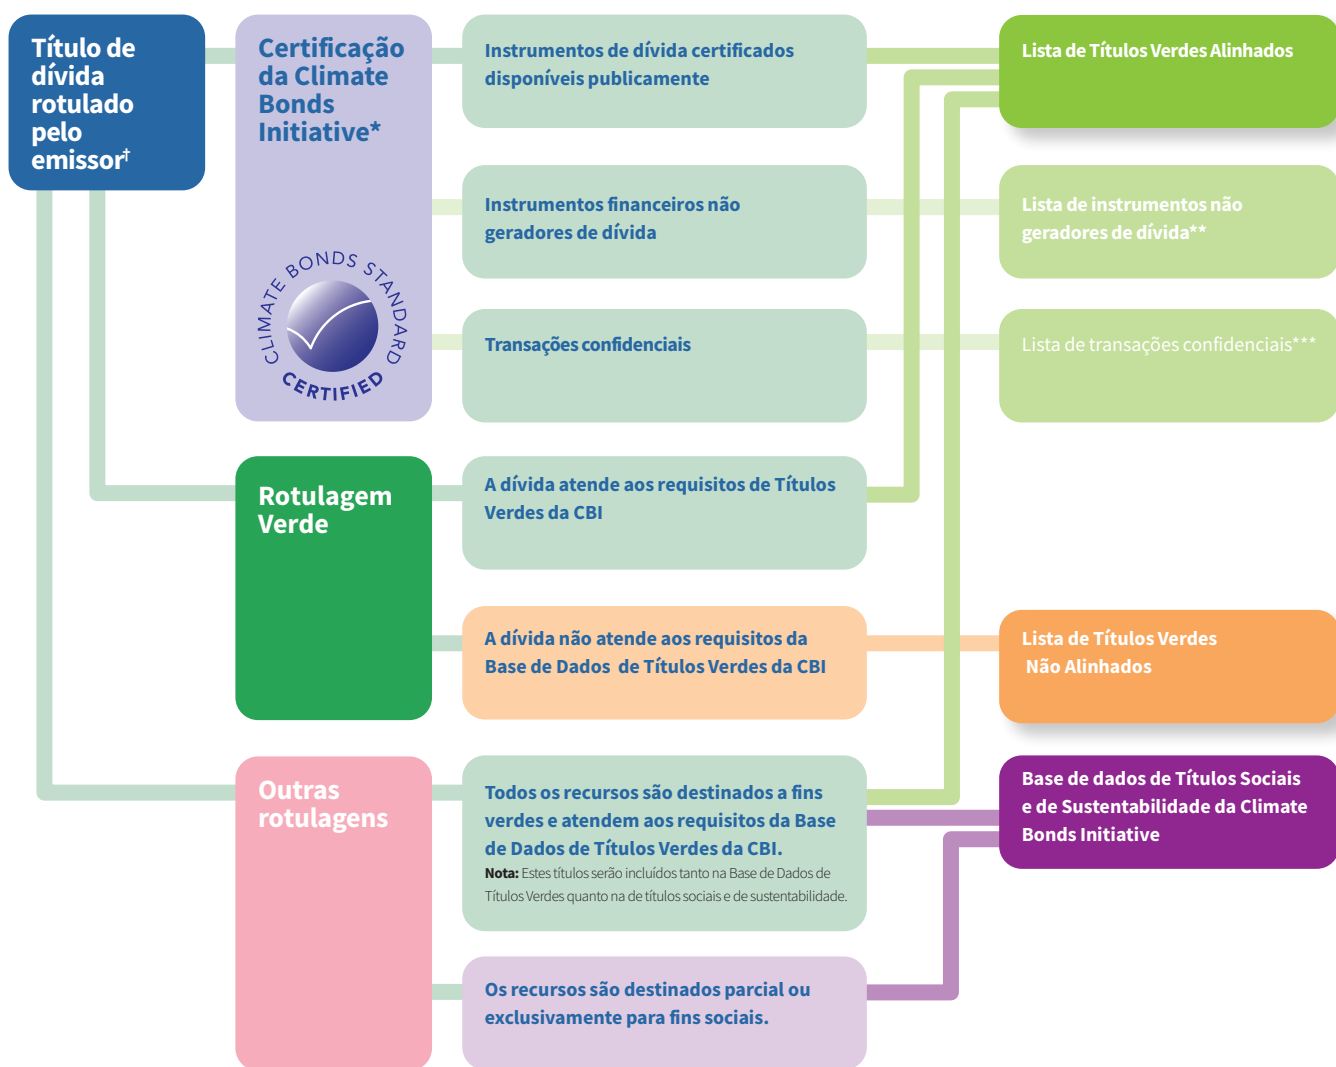 Título de
dívida
rotulado
pelo
emissor†
Certificação
da Climate
Bonds
Initiative*
CLIMATE BONDS STANDARD
CERTIFIED
Instrumentos de dívida certificados
disponíveis publicamente
Lista de Títulos Verdes Alinhados
Instrumentos financeiros não
geradores de dívida
Lista de instrumentos não
geradores de dívida**
Transações confidenciais
Lista de transações confidenciais***
Rotulagem
Verde
A dívida atende aos requisitos de Títulos
Verdes da CBI
A dívida não atende aos requisitos da
Base de Dados de Títulos Verdes da CBI
Lista de Títulos Verdes
Não Alinhados
Outras
rotulagens
Todos os recursos são destinados a fins
verdes e atendem aos requisitos da Base
de Dados de Títulos Verdes da CBI.
Nota: Estes títulos serão incluídos tanto na Base de Dados de
Títulos Verdes quanto na de títulos sociais e de sustentabilidade.
Base de dados de Títulos Sociais
e de Sustentabilidade da Climate
Bonds Initiative
Os recursos são destinados parcial ou
exclusivamente para fins sociais.